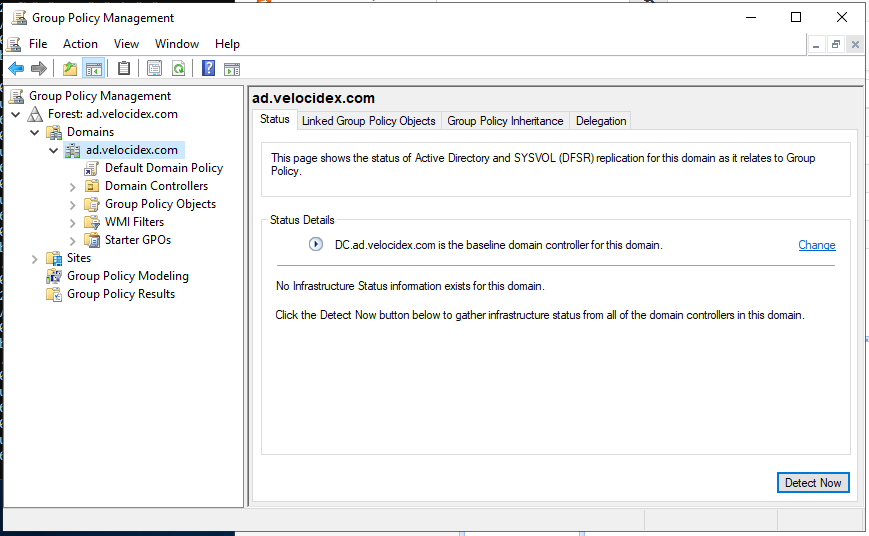 Group Policy Management
File Action View Window Help
Group Policy Management
Forest: ad.velocidex.com
Domains
ad.velocidex.com
Default Domain Policy
Domain Controllers
Group Policy Objects
WMI Filters
Starter GPOs
Sites
Group Policy Modeling
Group Policy Results
ad.velocidex.com
Status Linked Group Policy Objects Group Policy Inheritance Delegation
This page shows the status of Active Directory and SYSVOL (DFSR) replication for this domain as it relates to Group
Policy.
Status Details
DC.ad.velocidex.com is the baseline domain controller for this domain. Change
No Infrastructure Status information exists for this domain.
Click the Detect Now button below to gather infrastructure status from all of the domain controllers in this domain.
Detect Now